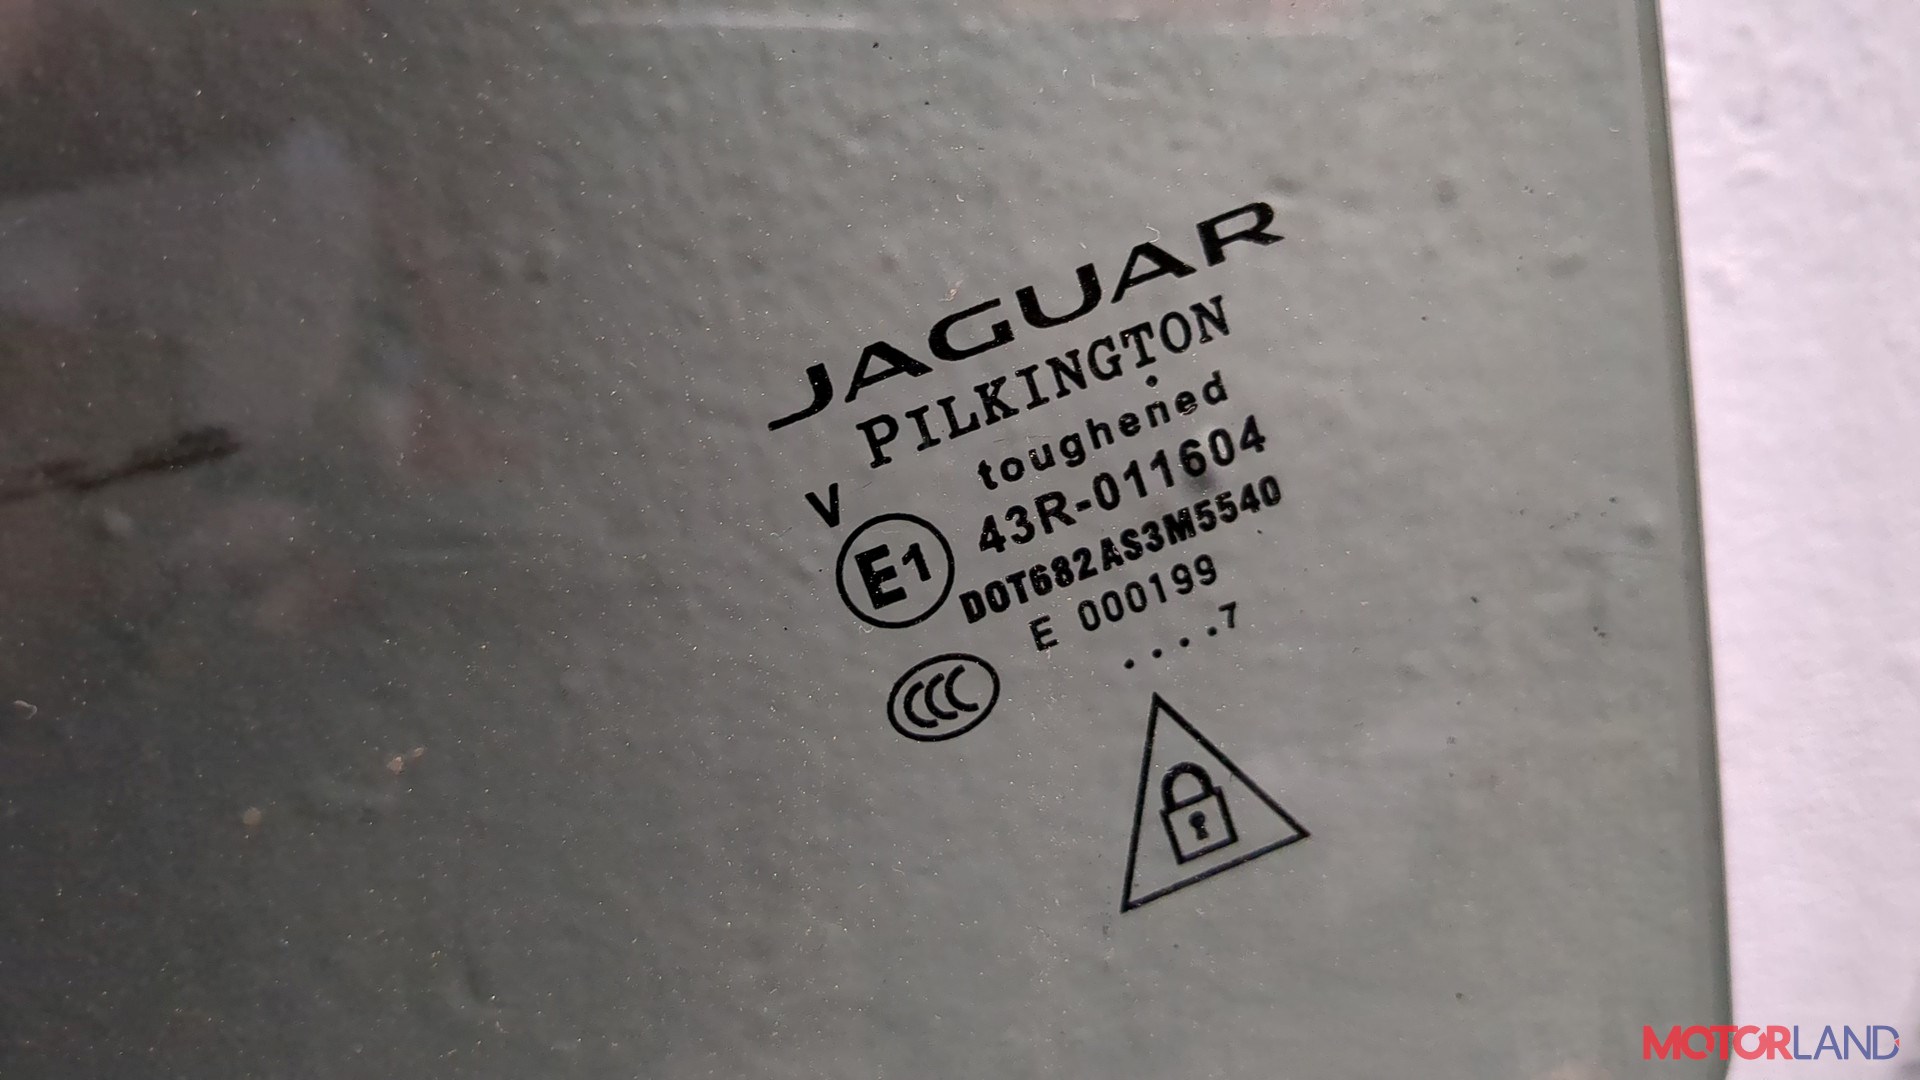 JAGUAR
PILKINGTON
toughened
V
E1
43R-011604
DOT682AS3M5540
E 000199
....7
CCC
MOTORLAND